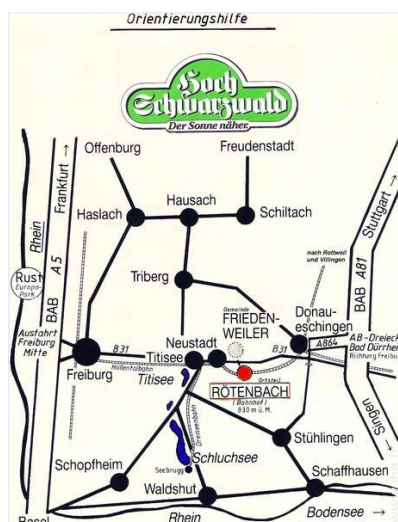 Orientierungshilfe
Hoch
Schwarzwald
Der Sonne näher.
Offenburg
Freudenstadt
Frankfurt →
Stuttgart →
Haslach
Hausach
Schiltach
Rhein
BAB A5
nach Rottweil
und Villingen
BAB A81
Rust
Europa-
Park
Triberg
Gemeinde
FRIEDEN-
WEILER
Donau-
eschingen
Ausfahrt
Freiburg
Mitte
B31
Neustadt
Titisee
B31
A864
AB-Dreieck
Bad Dürrheim
Richtung Freiburg
Höllentalbahn
Freiburg
Titisee
Ortsteil
RÖTENBACH
(Bahnhof)
830 m ü. M.
Dreiseenbahn
Singen →
Stühlingen
Schluchsee
Seebrugg
Schopfheim
Schaffhausen
Waldshut
Basel
Rhein
Bodensee →